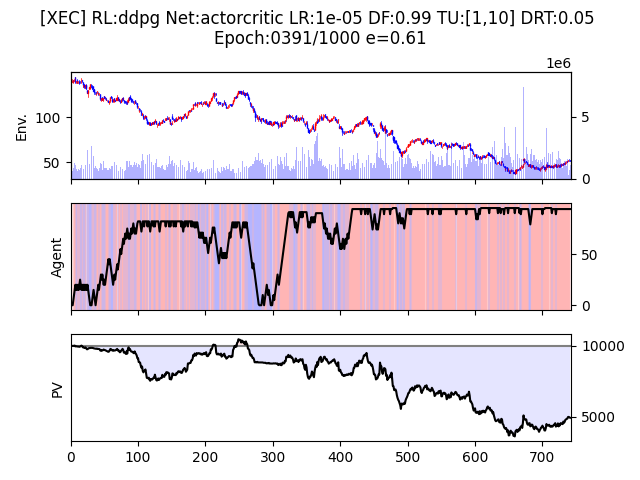 [XEC] RL:ddpg Net:actorcritic LR:1e-05 DF:0.99 TU:[1,10] DRT:0.05
Epoch:0391/1000 e=0.61
1e6
Env.
100
50
5
0
Agent
50
0
PV
10000
5000
0 100 200 300 400 500 600 700